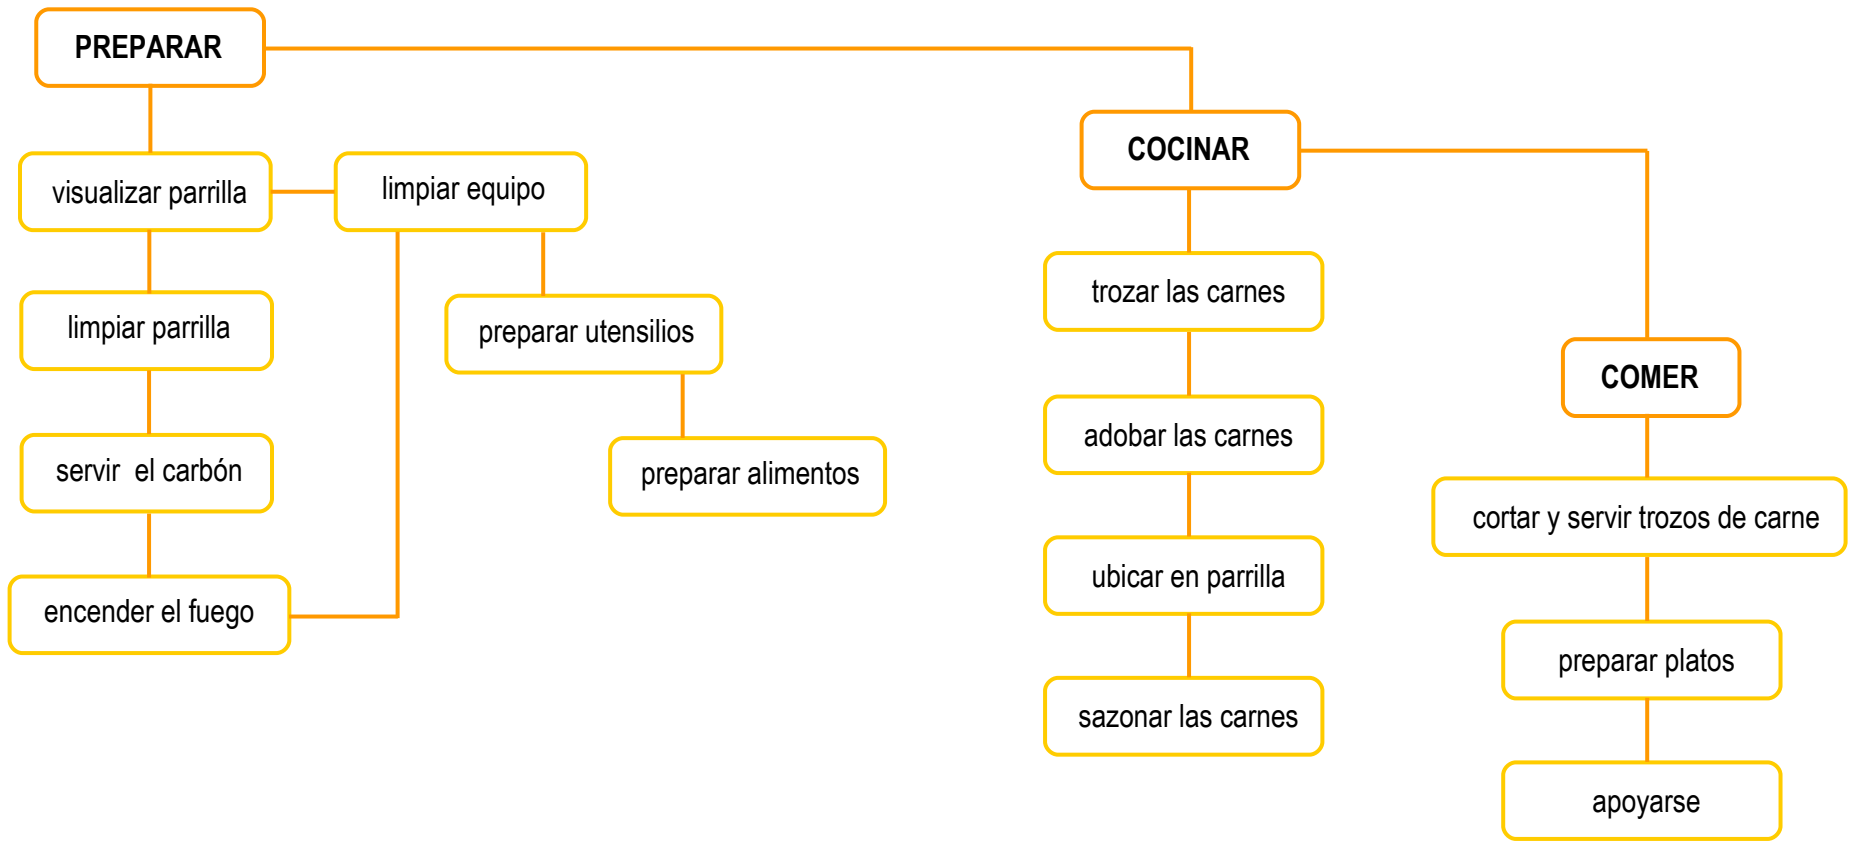 PREPARAR
visualizar parrilla
limpiar parrilla
servir el carbón
encender el fuego
limpiar equipo
preparar utensilios
preparar alimentos
COCINAR
trozar las carnes
adobar las carnes
ubicar en parrilla
sazonar las carnes
COMER
cortar y servir trozos de carne
preparar platos
apoyarse